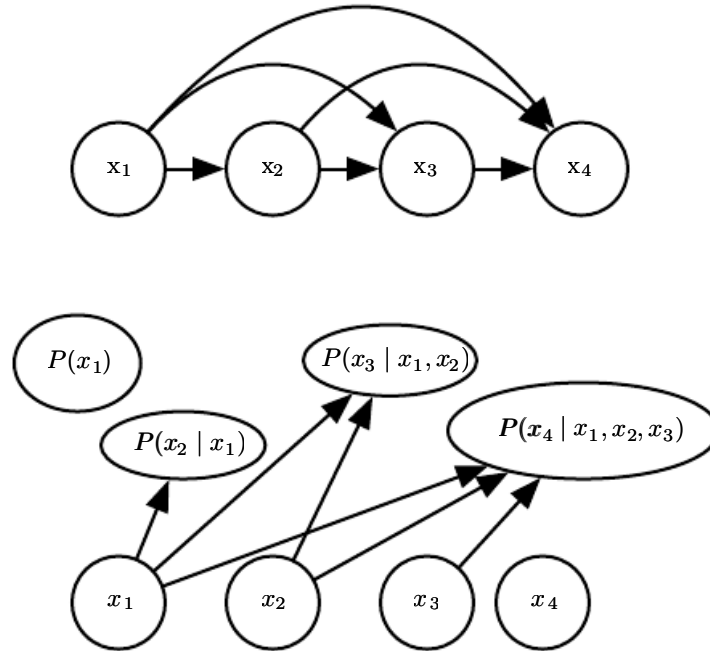 x₁ x₂ x₃ x₄
P(x₁)
P(x₃ | x₁, x₂)
P(x₂ | x₁)
P(x₄ | x₁, x₂, x₃)
x₁ x₂ x₃ x₄